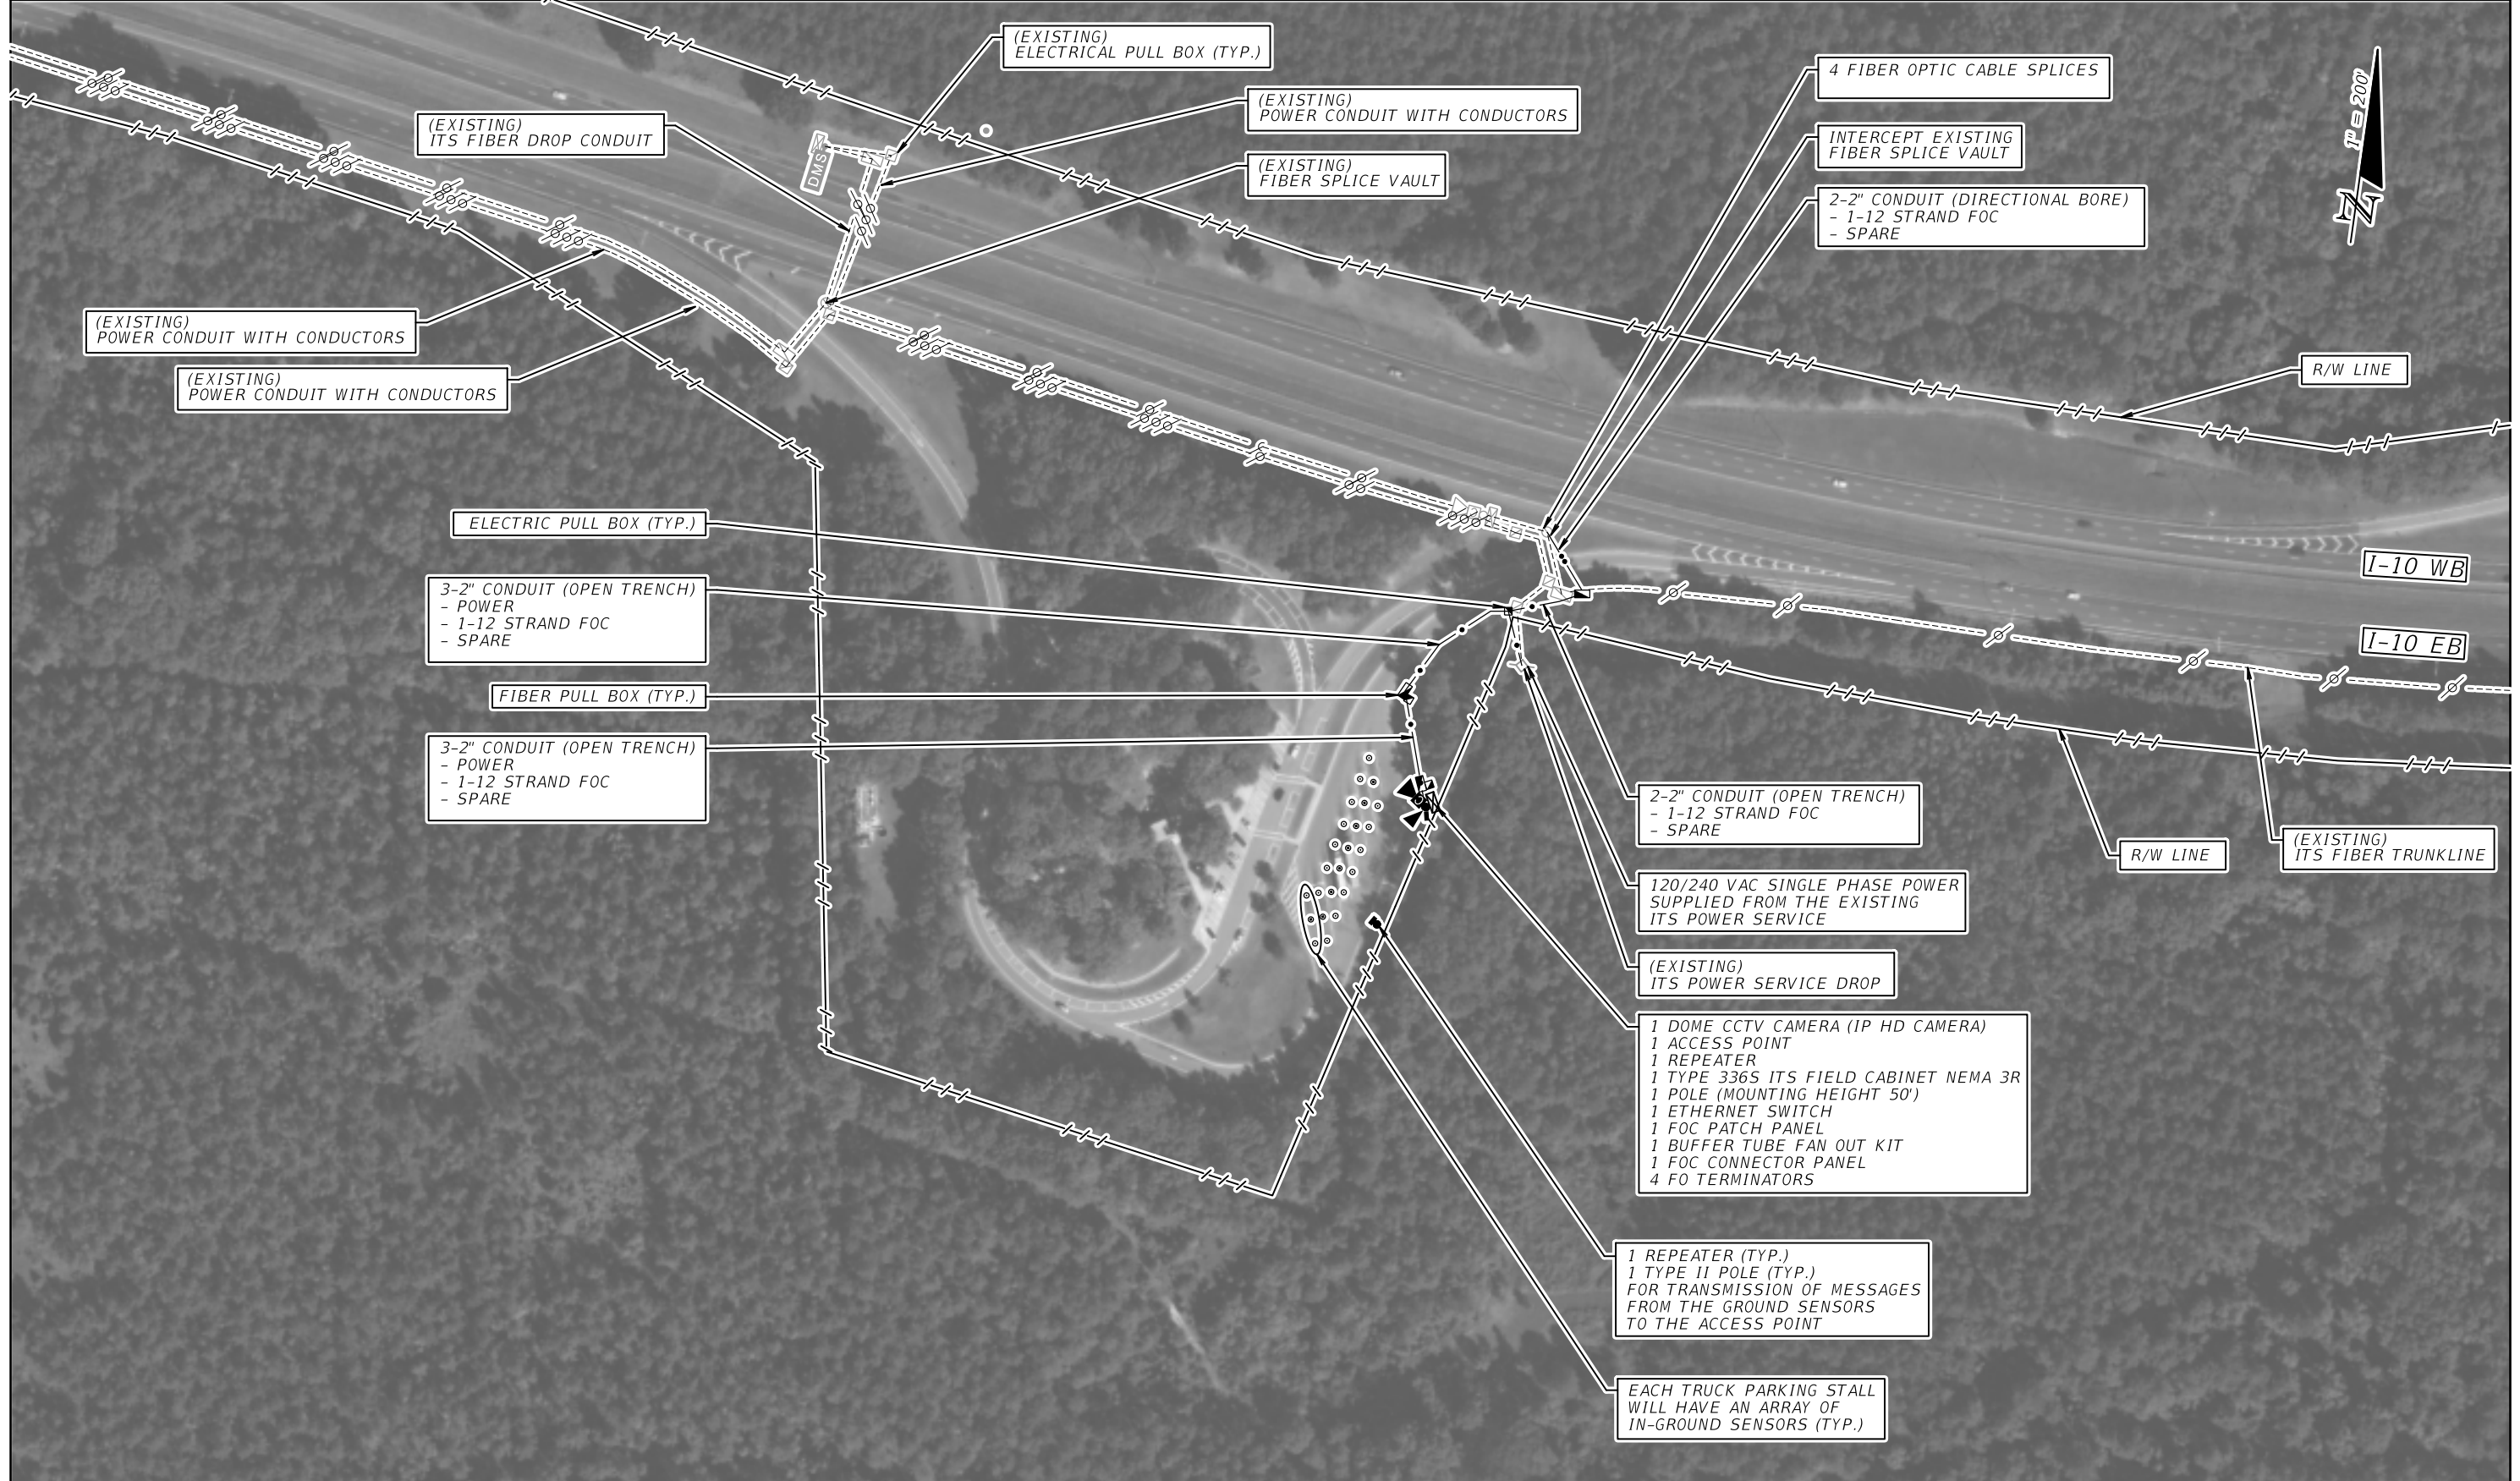 (EXISTING)
ELECTRICAL PULL BOX (TYP.)
(EXISTING)
POWER CONDUIT WITH CONDUCTORS
(EXISTING)
ITS FIBER DROP CONDUIT
(EXISTING)
FIBER SPLICE VAULT
DMS
4 FIBER OPTIC CABLE SPLICES
INTERCEPT EXISTING
FIBER SPLICE VAULT
2-2" CONDUIT (DIRECTIONAL BORE)
- 1-12 STRAND FOC
- SPARE
1" = 200'
N
(EXISTING)
POWER CONDUIT WITH CONDUCTORS
(EXISTING)
POWER CONDUIT WITH CONDUCTORS
R/W LINE
ELECTRIC PULL BOX (TYP.)
3-2" CONDUIT (OPEN TRENCH)
- POWER
- 1-12 STRAND FOC
- SPARE
FIBER PULL BOX (TYP.)
3-2" CONDUIT (OPEN TRENCH)
- POWER
- 1-12 STRAND FOC
- SPARE
I-10 WB
I-10 EB
2-2" CONDUIT (OPEN TRENCH)
- 1-12 STRAND FOC
- SPARE
R/W LINE
(EXISTING)
ITS FIBER TRUNKLINE
120/240 VAC SINGLE PHASE POWER
SUPPLIED FROM THE EXISTING
ITS POWER SERVICE
(EXISTING)
ITS POWER SERVICE DROP
1 DOME CCTV CAMERA (IP HD CAMERA)
1 ACCESS POINT
1 REPEATER
1 TYPE 336S ITS FIELD CABINET NEMA 3R
1 POLE (MOUNTING HEIGHT 50')
1 ETHERNET SWITCH
1 FOC PATCH PANEL
1 BUFFER TUBE FAN OUT KIT
1 FOC CONNECTOR PANEL
4 FO TERMINATORS
1 REPEATER (TYP.)
1 TYPE II POLE (TYP.)
FOR TRANSMISSION OF MESSAGES
FROM THE GROUND SENSORS
TO THE ACCESS POINT
EACH TRUCK PARKING STALL
WILL HAVE AN ARRAY OF
IN-GROUND SENSORS (TYP.)